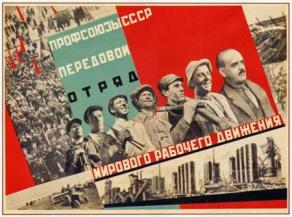 ПРОФСОЮЗЫ СССР
ПЕРЕДОВОЙ
ОТРЯД
МИРОВОГО РАБОЧЕГО ДВИЖЕНИЯ